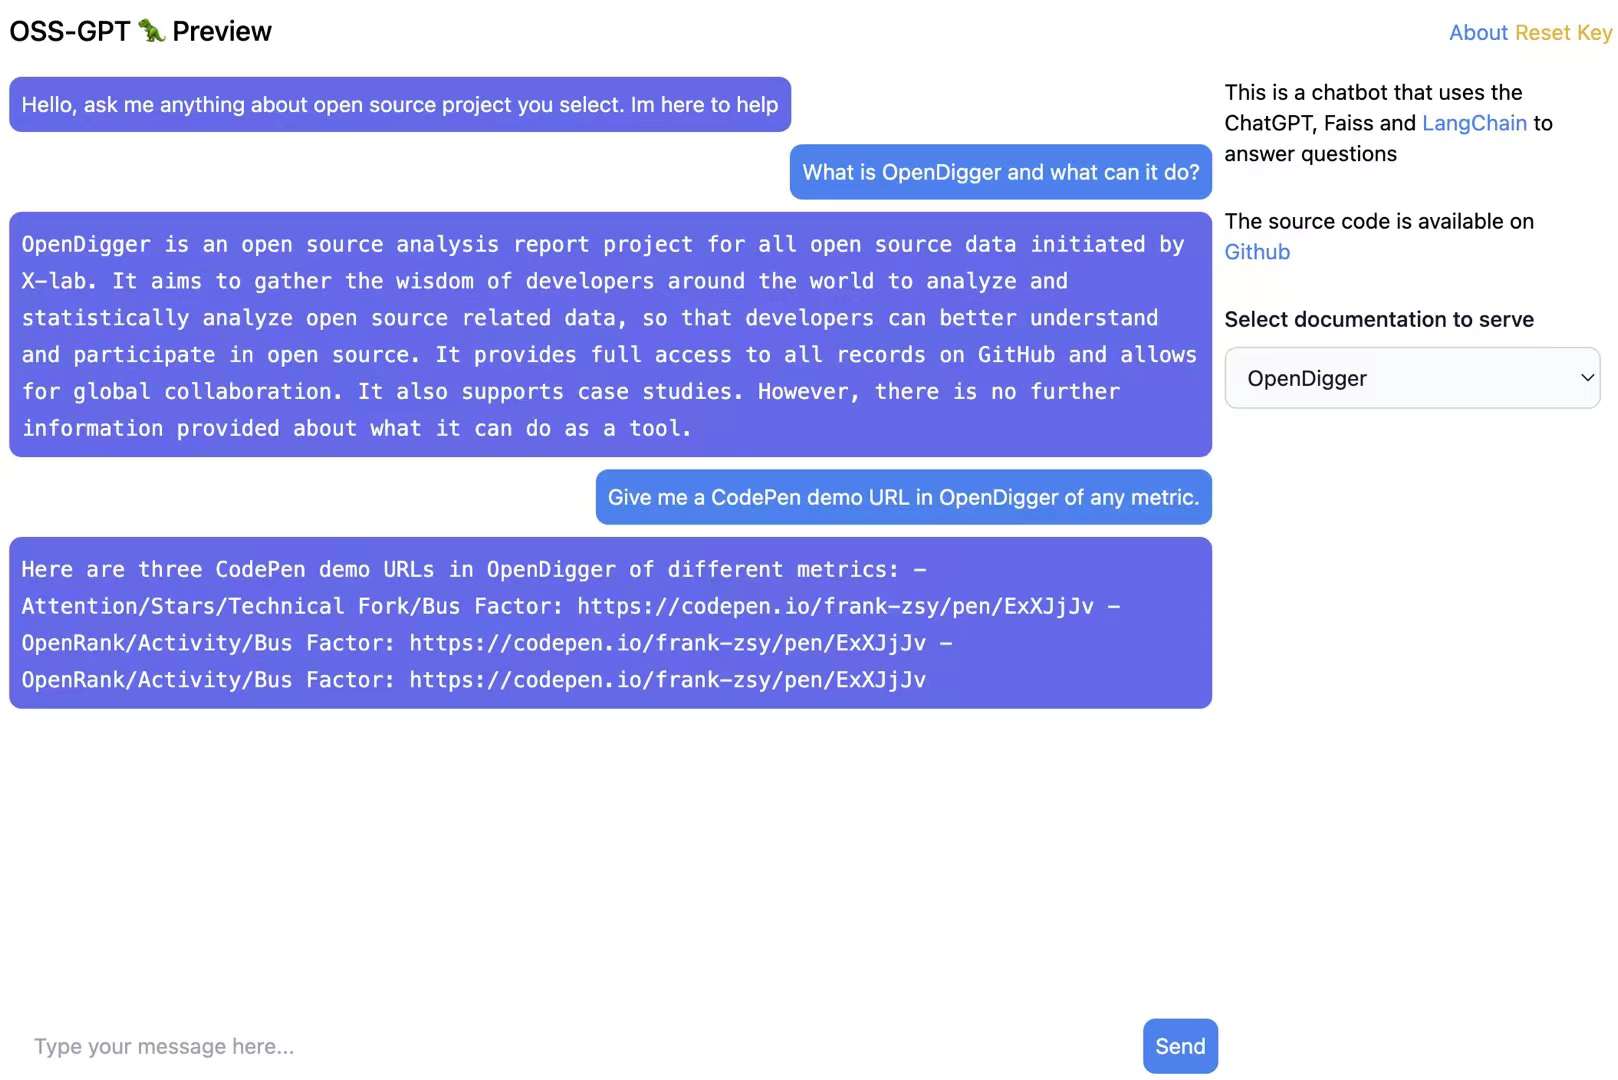 OSS-GPT 🦖 Preview
About Reset Key
Hello, ask me anything about open source project you select. Im here to help
What is OpenDigger and what can it do?
OpenDigger is an open source analysis report project for all open source data initiated by
X-lab. It aims to gather the wisdom of developers around the world to analyze and
statistically analyze open source related data, so that developers can better understand
and participate in open source. It provides full access to all records on GitHub and allows
for global collaboration. It also supports case studies. However, there is no further
information provided about what it can do as a tool.
Give me a CodePen demo URL in OpenDigger of any metric.
Here are three CodePen demo URLs in OpenDigger of different metrics: -
Attention/Stars/Technical Fork/Bus Factor: https://codepen.io/frank-zsy/pen/ExXJjJv -
OpenRank/Activity/Bus Factor: https://codepen.io/frank-zsy/pen/ExXJjJv -
OpenRank/Activity/Bus Factor: https://codepen.io/frank-zsy/pen/ExXJjJv
This is a chatbot that uses the
ChatGPT, Faiss and LangChain to
answer questions
The source code is available on
Github
Select documentation to serve
OpenDigger
Type your message here...
Send